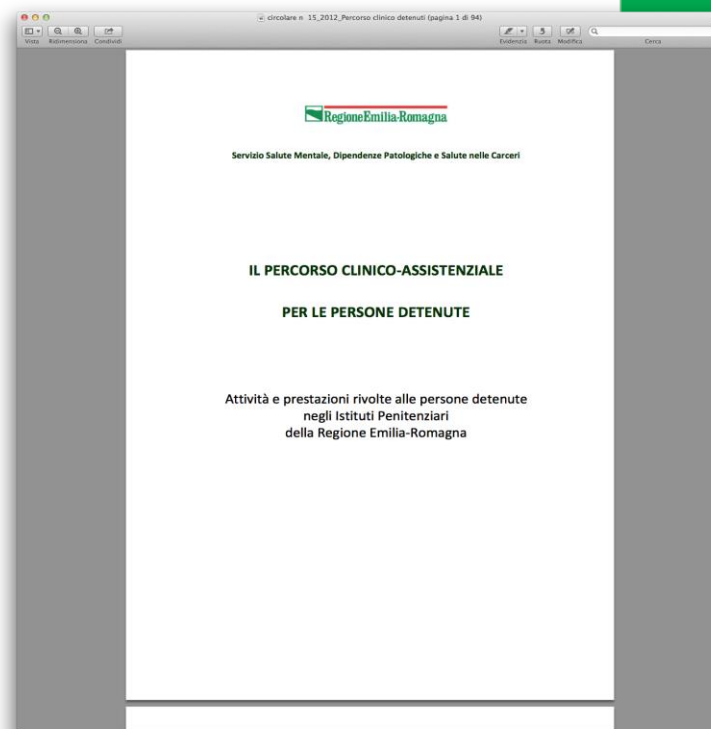 circolare n 15_2012_Percorso clinico detenuti (pagina 1 di 94)
Vista Ridimensiona Condividi Evidenzia Ruota Modifica Cerca
RegioneEmilia-Romagna
Servizio Salute Mentale, Dipendenze Patologiche e Salute nelle Carceri
IL PERCORSO CLINICO-ASSISTENZIALE
PER LE PERSONE DETENUTE
Attività e prestazioni rivolte alle persone detenute
negli Istituti Penitenziari
della Regione Emilia-Romagna